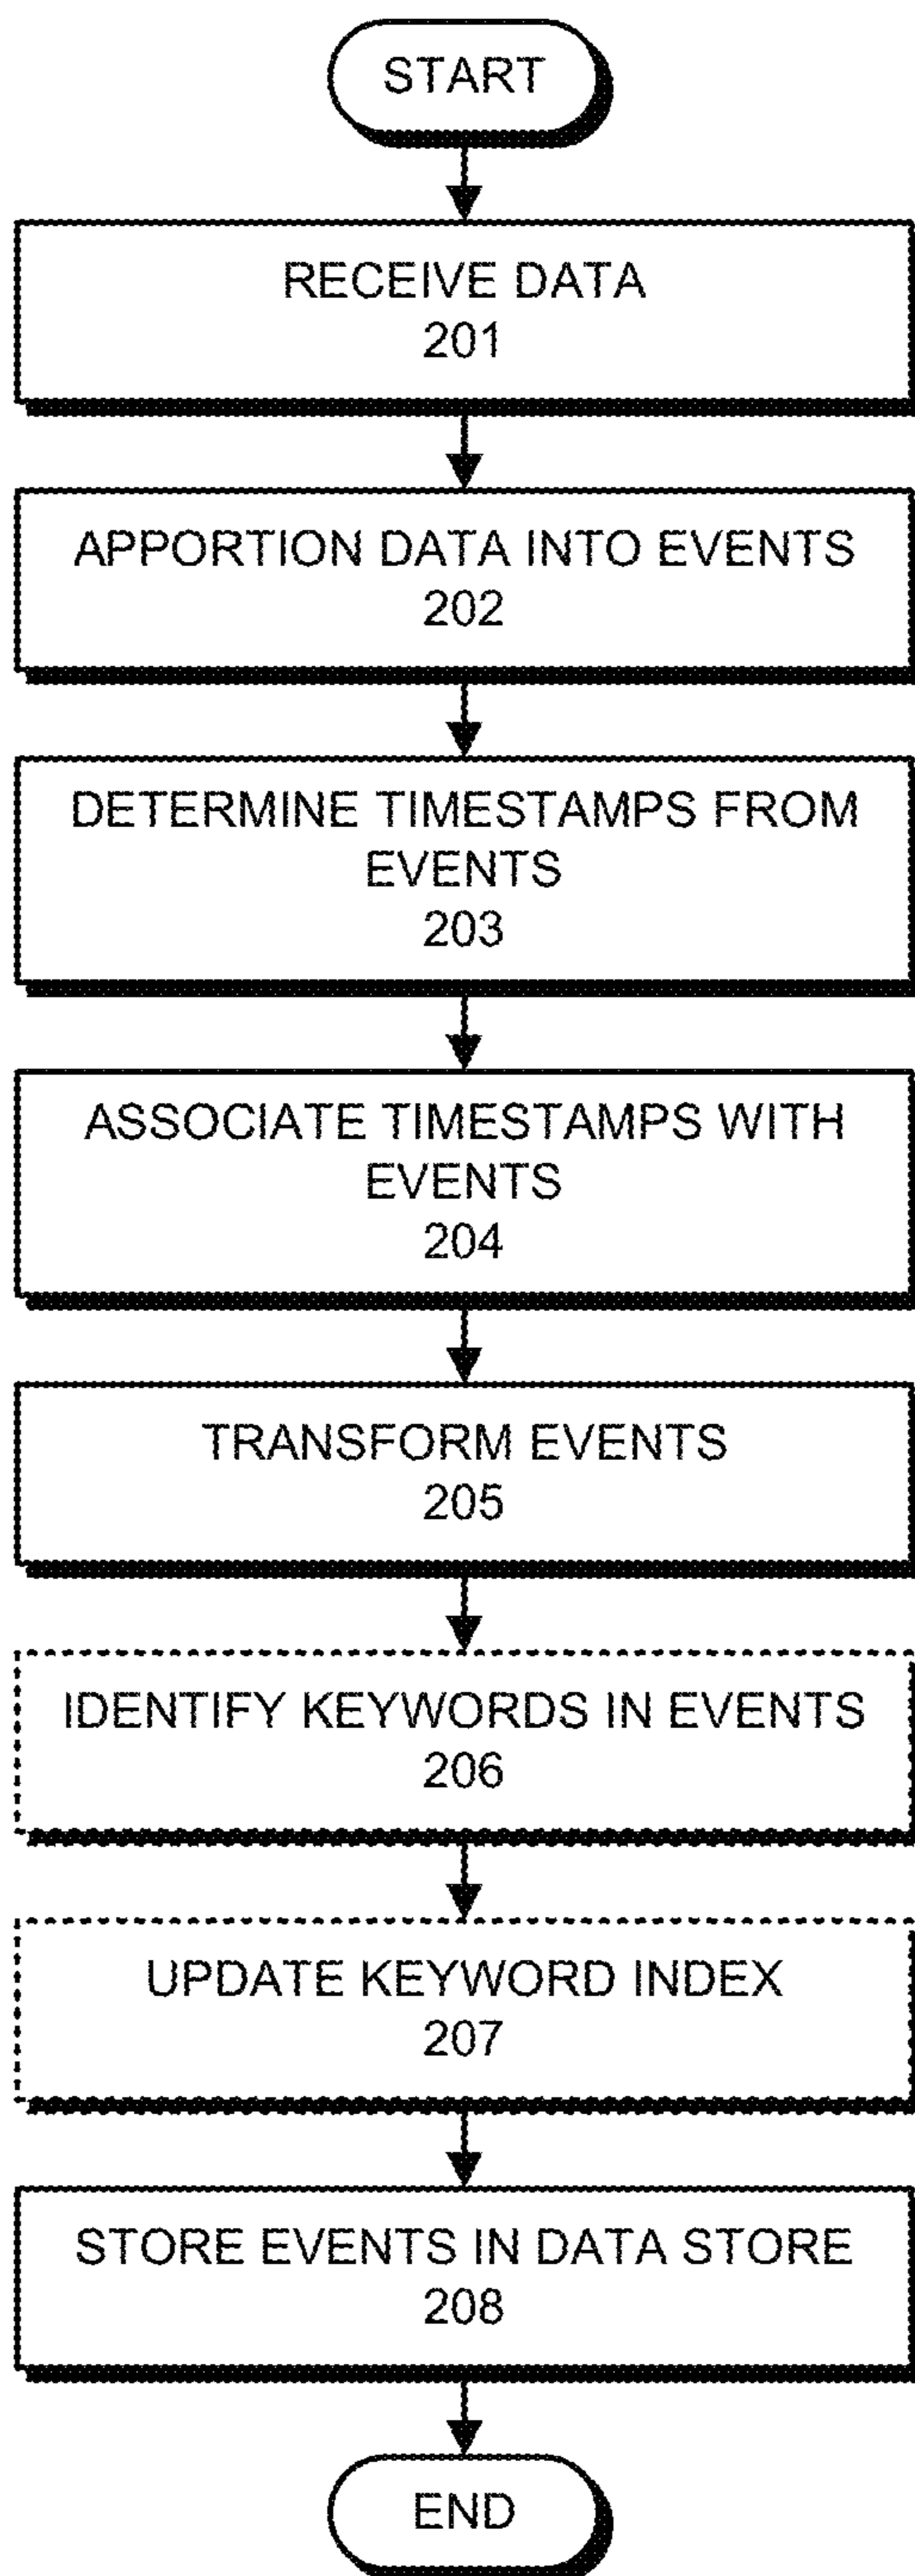 START
RECEIVE DATA
201
APPORTION DATA INTO EVENTS
202
DETERMINE TIMESTAMPS FROM
EVENTS
203
ASSOCIATE TIMESTAMPS WITH
EVENTS
204
TRANSFORM EVENTS
205
IDENTIFY KEYWORDS IN EVENTS
206
UPDATE KEYWORD INDEX
207
STORE EVENTS IN DATA STORE
208
END